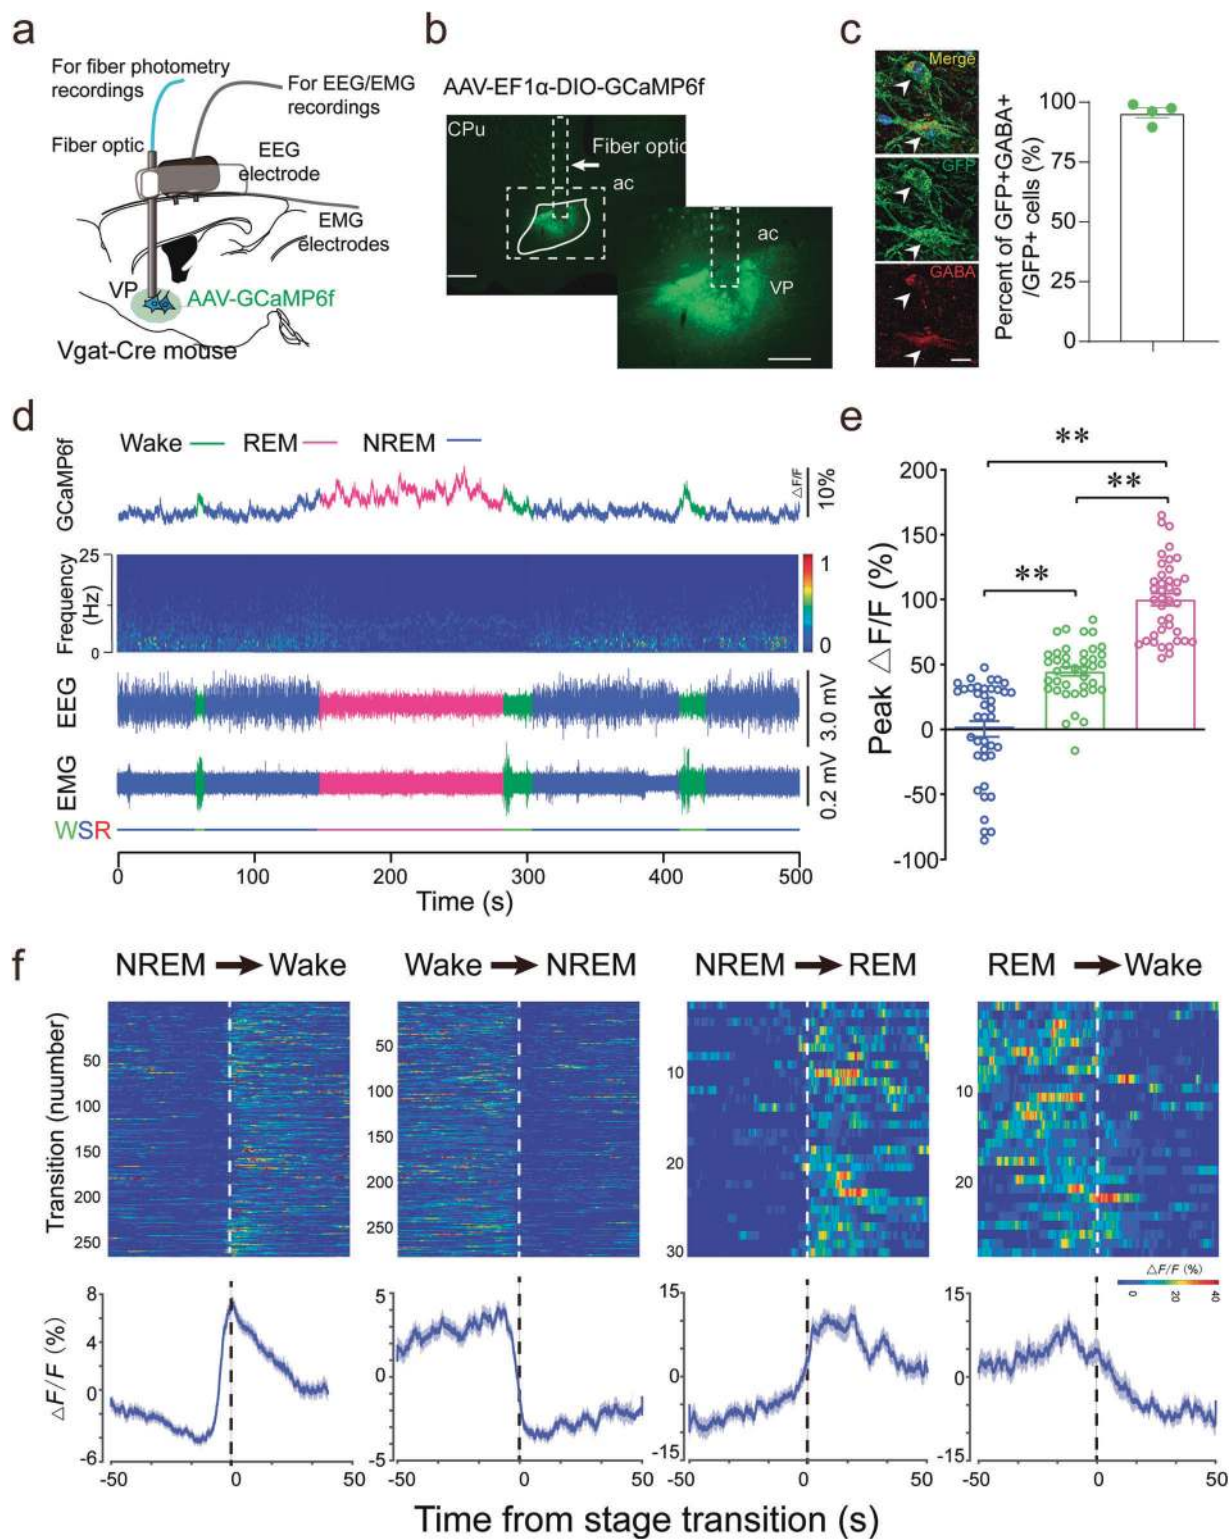 a
For fiber photometry
recordings
For EEG/EMG
recordings
Fiber optic
EEG
electrode
EMG
electrodes
VP
AAV-GCaMP6f
Vgat-Cre mouse
b
AAV-EF1α-DIO-GCaMP6f
CPu
Fiber optic
ac
ac
VP
c
Merge
GFP
GABA
Percent of GFP+GABA+
/GFP+ cells (%)
100
75
50
25
0
d
Wake
REM
NREM
GCaMP6f
△F/F
10%
Frequency
(Hz)
25
0
1
0
EEG
3.0 mV
EMG
0.2 mV
WSR
0
100
200
300
400
500
Time (s)
e
**
**
**
Peak △F/F (%)
200
150
100
50
0
-50
-100
f
NREM
Wake
Wake
NREM
NREM
REM
REM
Wake
Transition (nuumber)
50
100
150
200
250
50
100
150
200
250
10
20
30
10
20
△F/F (%)
0
20
40
△F/F (%)
8
4
0
-6
-50
0
50
5
0
-5
-50
0
50
15
0
-15
-50
0
50
15
0
-15
-50
0
50
Time from stage transition (s)